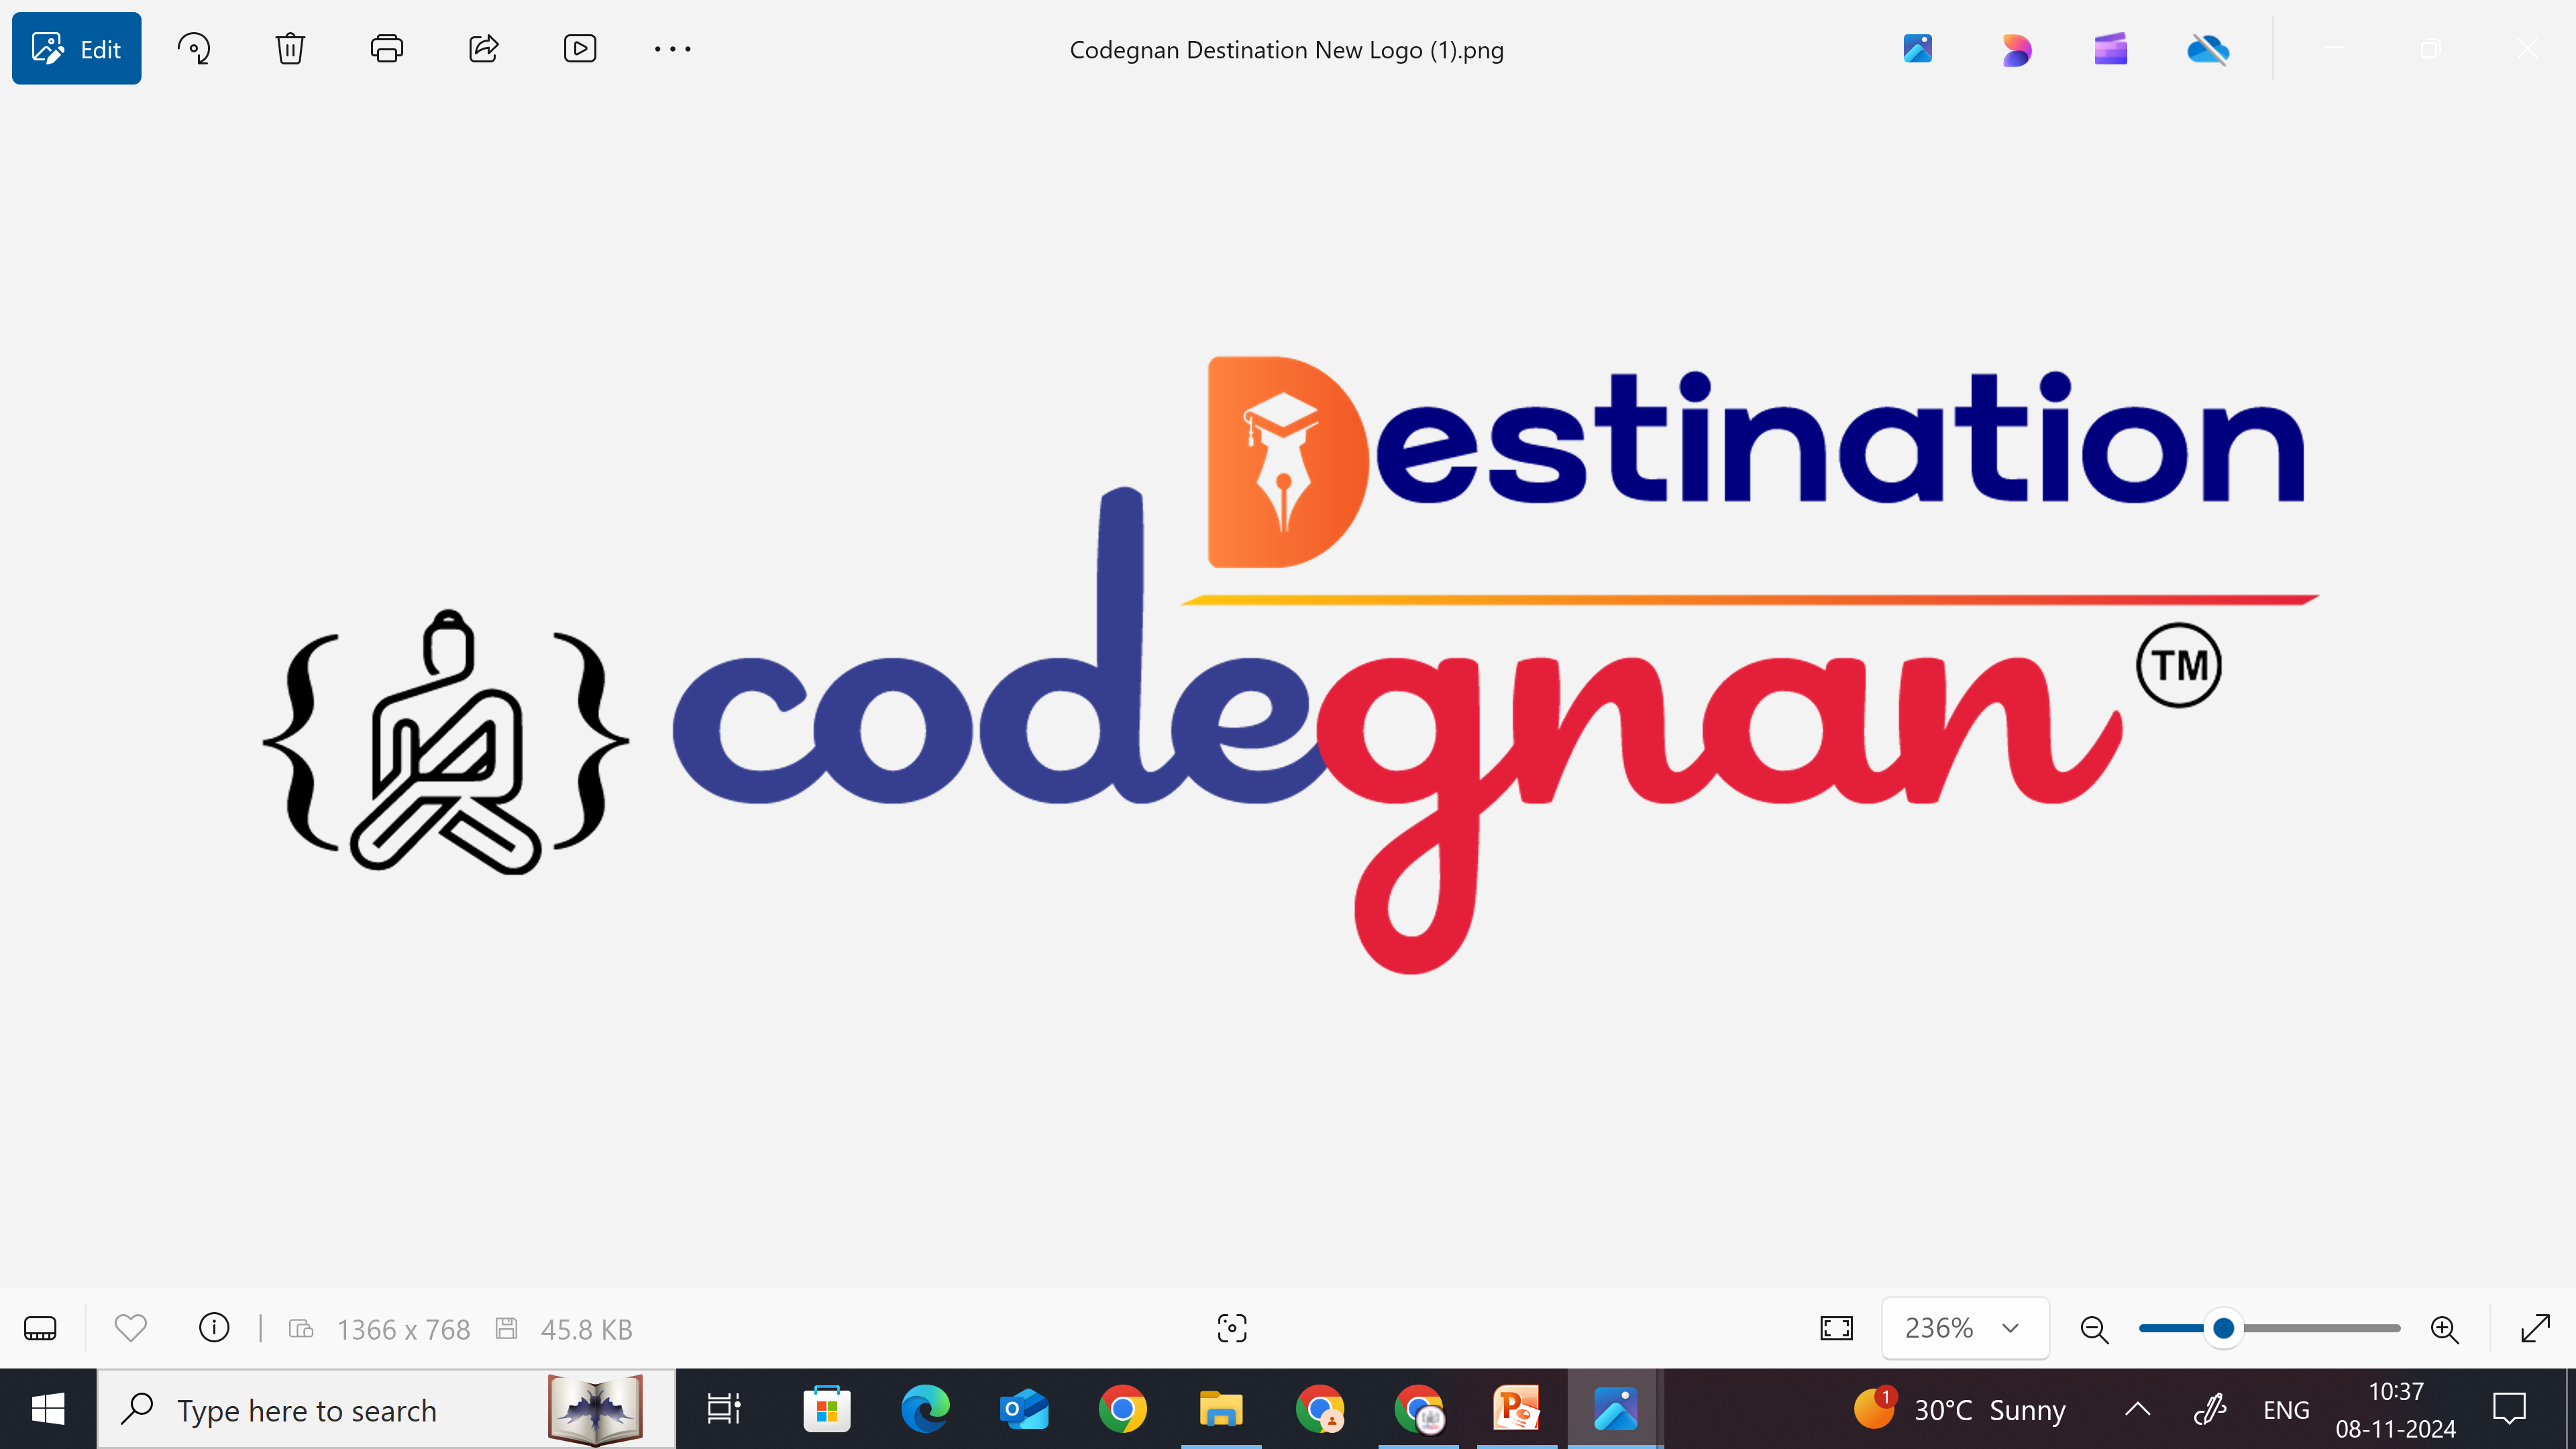 Edit
Codegnan Destination New Logo (1).png
Destination
codegnan TM
1366 x 768 45.8 KB
236%
Type here to search
1
30°C Sunny
ENG
10:37
08-11-2024